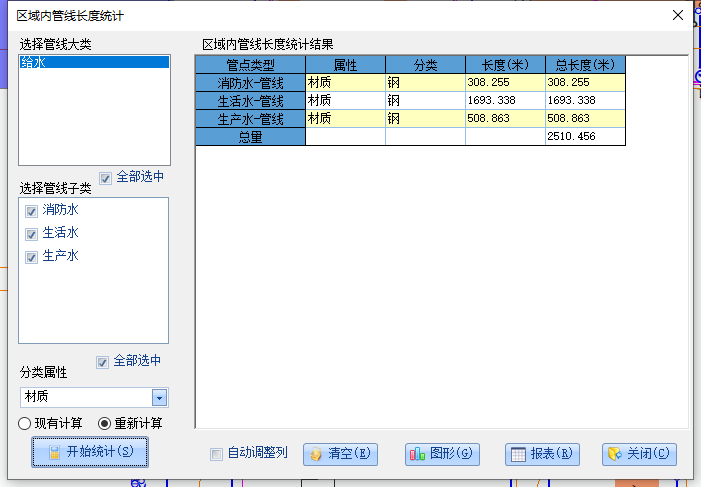 区域内管线长度统计
选择管线大类
给水
全部选中
选择管线子类
消防水
生活水
生产水
全部选中
分类属性
材质
现有计算 重新计算
开始统计(S)
区域内管线长度统计结果
管点类型 属性 分类 长度(米) 总长度(米)
消防水-管线 材质 钢 308.255 308.255
生活水-管线 材质 钢 1693.338 1693.338
生产水-管线 材质 钢 508.863 508.863
总量 2510.456
自动调整列 清空(E) 图形(G) 报表(R) 关闭(C)